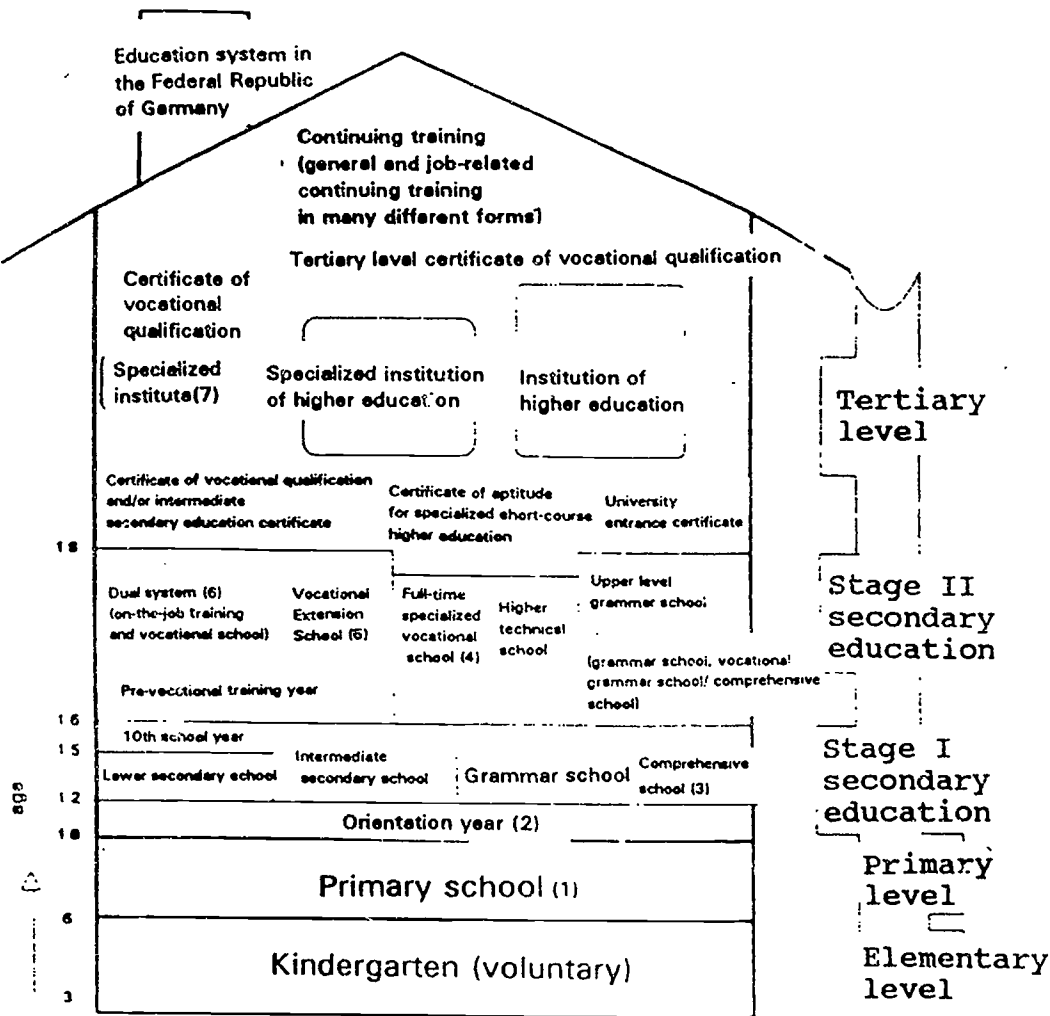 Education system in
the Federal Republic
of Germany
Continuing training
(general and job-related
continuing training
in many different forms)
Tertiary level certificate of vocational qualification
Certificate of
vocational
qualification
Specialized
institute(7)
Specialized institution
of higher education
Institution of
higher education
Tertiary
level
Certificate of vocational qualification
and/or intermediate
secondary education certificate
Certificate of aptitude
for specialized short-course
higher education
University
entrance certificate
18
Dual system (6)
(on-the-job training
and vocational school)
Vocational
Extension
School (5)
Full-time
specialized
vocational
school (4)
Higher
technical
school
Upper level
grammar school
(grammar school, vocational
grammar school/ comprehensive
school)
Stage II
secondary
education
Pre-vocational training year
16
10th school year
15
Lower secondary school
Intermediate
secondary school
Grammar school
Comprehensive
school (3)
Stage I
secondary
education
12
age
Orientation year (2)
10
Primary school (1)
Primary
level
6
Kindergarten (voluntary)
Elementary
level
3